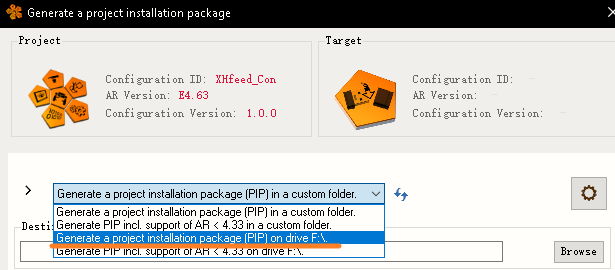 Generate a project installation package
Project
Configuration ID: XHfeed_Con
AR Version: E4.63
Configuration Version: 1.0.0
Target
Configuration ID: –
AR Version: –
Configuration Version: –
Generate a project installation package (PIP) in a custom folder.
Generate a project installation package (PIP) in a custom folder.
Generate PIP incl. support of AR < 4.33 in a custom folder.
Generate a project installation package (PIP) on drive F:\.
Generate PIP incl. support of AR < 4.33 on drive F:\.
Desti
Browse